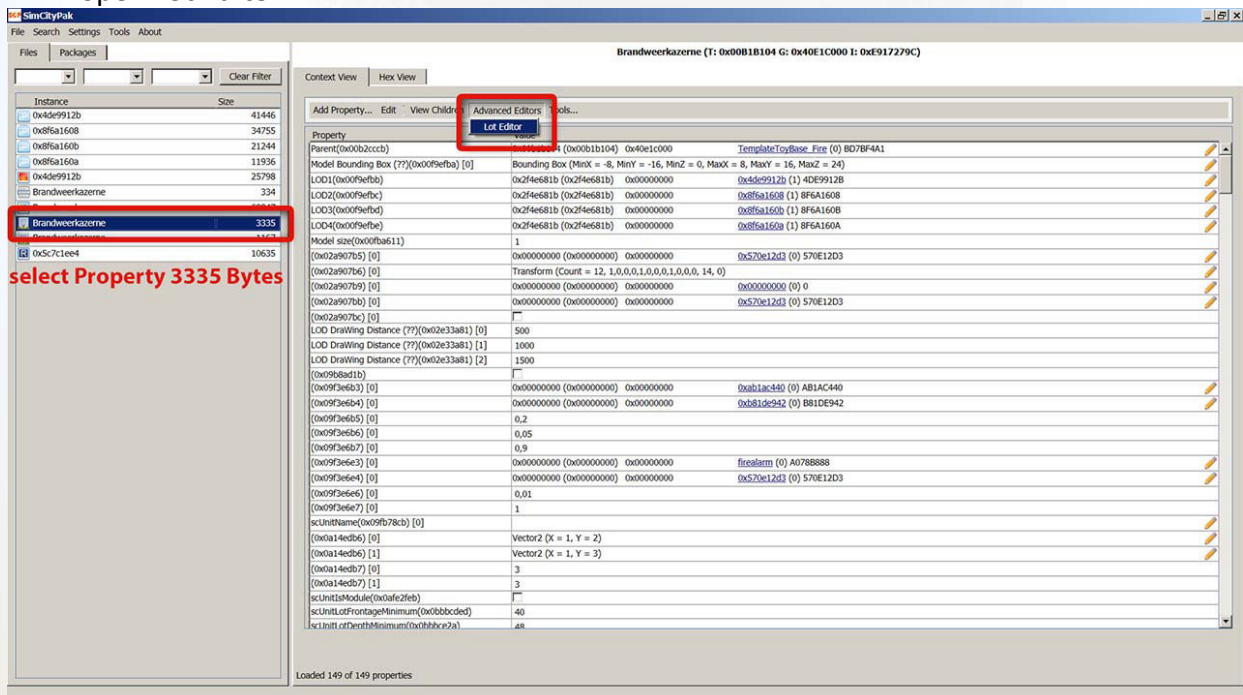 SimCityPak
File Search Settings Tools About
Files Packages
Brandweerkazerne (T: 0x00B1B104 G: 0x40E1C000 I: 0xE917279C)
Clear Filter
Context View Hex View
Instance Size
0x4de9912b 41446
0x8f6a1608 34755
0x8f6a160b 21244
0x8f6a160a 11936
0x4de9912b 25798
Brandweerkazerne 334
Brandweerkazerne 3335
0x5c7c1ee4 10635
select Property 3335 Bytes
Add Property... Edit View Children Advanced Editors Tools...
Lot Editor
Property
Parent(0x00b2cccb) (0x00b1b104) 0x40e1c000 TemplateToyBase_Fire (0) BD7BF4A1
Model Bounding Box (??)(0x00f9efba) [0] Bounding Box (MinX = -8, MinY = -16, MinZ = 0, MaxX = 8, MaxY = 16, MaxZ = 24)
LOD1(0x00f9efbb) 0x2f4e681b (0x2f4e681b) 0x00000000 0x4de9912b (1) 4DE9912B
LOD2(0x00f9efbc) 0x2f4e681b (0x2f4e681b) 0x00000000 0x8f6a1608 (1) 8F6A1608
LOD3(0x00f9efbd) 0x2f4e681b (0x2f4e681b) 0x00000000 0x8f6a160b (1) 8F6A160B
LOD4(0x00f9efbe) 0x2f4e681b (0x2f4e681b) 0x00000000 0x8f6a160a (1) 8F6A160A
Model size(0x00fba611) 1
(0x02a907b5) [0] 0x00000000 (0x00000000) 0x00000000 0x570e12d3 (0) 570E12D3
(0x02a907b6) [0] Transform (Count = 12, 1,0,0,0,1,0,0,0,1,0,0,0, 14, 0)
(0x02a907b9) [0] 0x00000000 (0x00000000) 0x00000000 0x00000000 (0) 0
(0x02a907bb) [0] 0x00000000 (0x00000000) 0x00000000 0x570e12d3 (0) 570E12D3
(0x02a907bc) [0]
LOD DraWing Distance (??)(0x02e33a81) [0] 500
LOD DraWing Distance (??)(0x02e33a81) [1] 1000
LOD DraWing Distance (??)(0x02e33a81) [2] 1500
(0x09b8ad1b)
(0x09f3e6b3) [0] 0x00000000 (0x00000000) 0x00000000 0xab1ac440 (0) AB1AC440
(0x09f3e6b4) [0] 0x00000000 (0x00000000) 0x00000000 0xb81de942 (0) B81DE942
(0x09f3e6b5) [0] 0,2
(0x09f3e6b6) [0] 0,05
(0x09f3e6b7) [0] 0,9
(0x09f3e6e3) [0] 0x00000000 (0x00000000) 0x00000000 firealarm (0) A078B888
(0x09f3e6e4) [0] 0x00000000 (0x00000000) 0x00000000 0x570e12d3 (0) 570E12D3
(0x09f3e6e6) [0] 0,01
(0x09f3e6e7) [0] 1
scUnitName(0x09fb78cb) [0]
(0x0a14edb6) [0] Vector2 (X = 1, Y = 2)
(0x0a14edb6) [1] Vector2 (X = 1, Y = 3)
(0x0a14edb7) [0] 3
(0x0a14edb7) [1] 3
scUnitIsModule(0x0afe2feb)
scUnitLotFrontageMinimum(0x0bbbcded) 40
scUnitLotDepthMinimum(0x0bbbce2a) 48
Loaded 149 of 149 properties